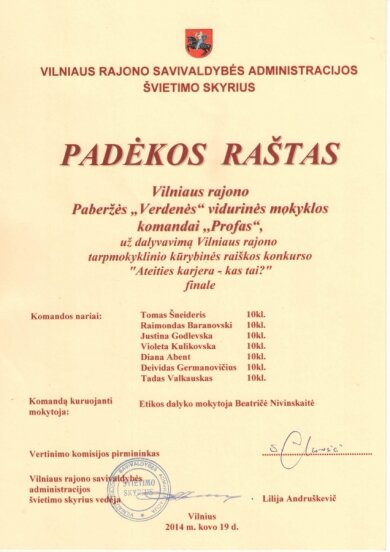 VILNIAUS RAJONO SAVIVALDYBĖS ADMINISTRACIJOS
ŠVIETIMO SKYRIUS
PADĖKOS RAŠTAS
Vilniaus rajono
Paberžės „Verdenės“ vidurinės mokyklos
komandai „Profas“,
už dalyvavimą Vilniaus rajono
tarpmokyklinio kūrybinės raiškos konkurso
"Ateities karjera - kas tai?"
finale
Komandos nariai:
Tomas Šneideris 10kl.
Raimondas Baranovski 10kl.
Justina Godlevska 10kl.
Violeta Kulikovska 10kl.
Diana Abent 10kl.
Deividas Germanovičius 10kl.
Tadas Valkauskas 10kl.
Komandą kuruojanti
mokytoja:
Etikos dalyko mokytoja Beatričė Nivinskaitė
Vertinimo komisijos pirmininkas
Vilniaus rajono savivaldybės
administracijos
švietimo skyrius vedėja
ŠVIETIMO
SKYRIUS
Lilija Andruškevič
Vilnius
2014 m. kovo 19 d.